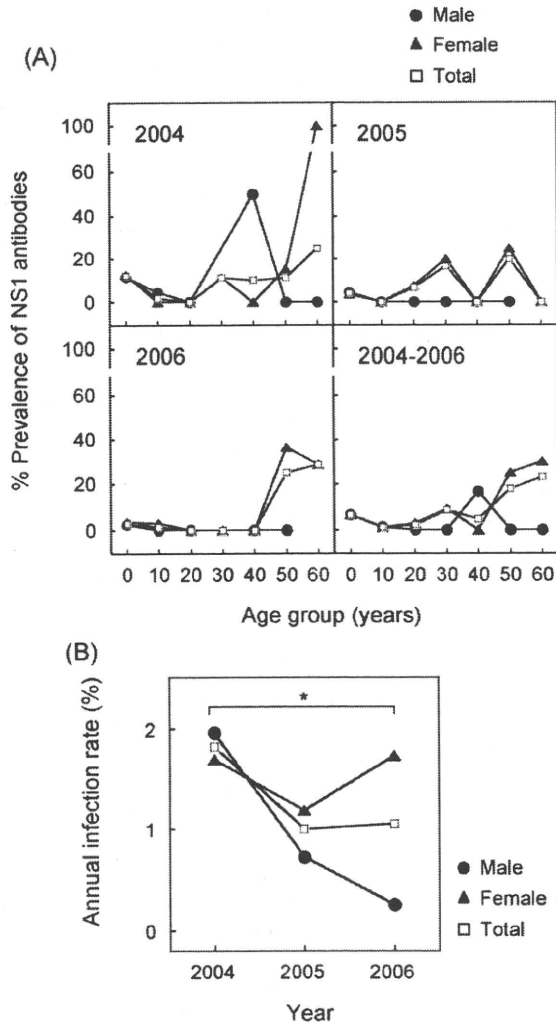 Male
Female
Total
(A)
2004
2005
2006
2004-2006
% Prevalence of NS1 antibodies
100
60
40
20
0
100
60
40
20
0
0 10 20 30 40 50 60
0 10 20 30 40 50 60
Age group (years)
(B)
*
Annual infection rate (%)
2
1
0
2004 2005 2006
Year
Male
Female
Total